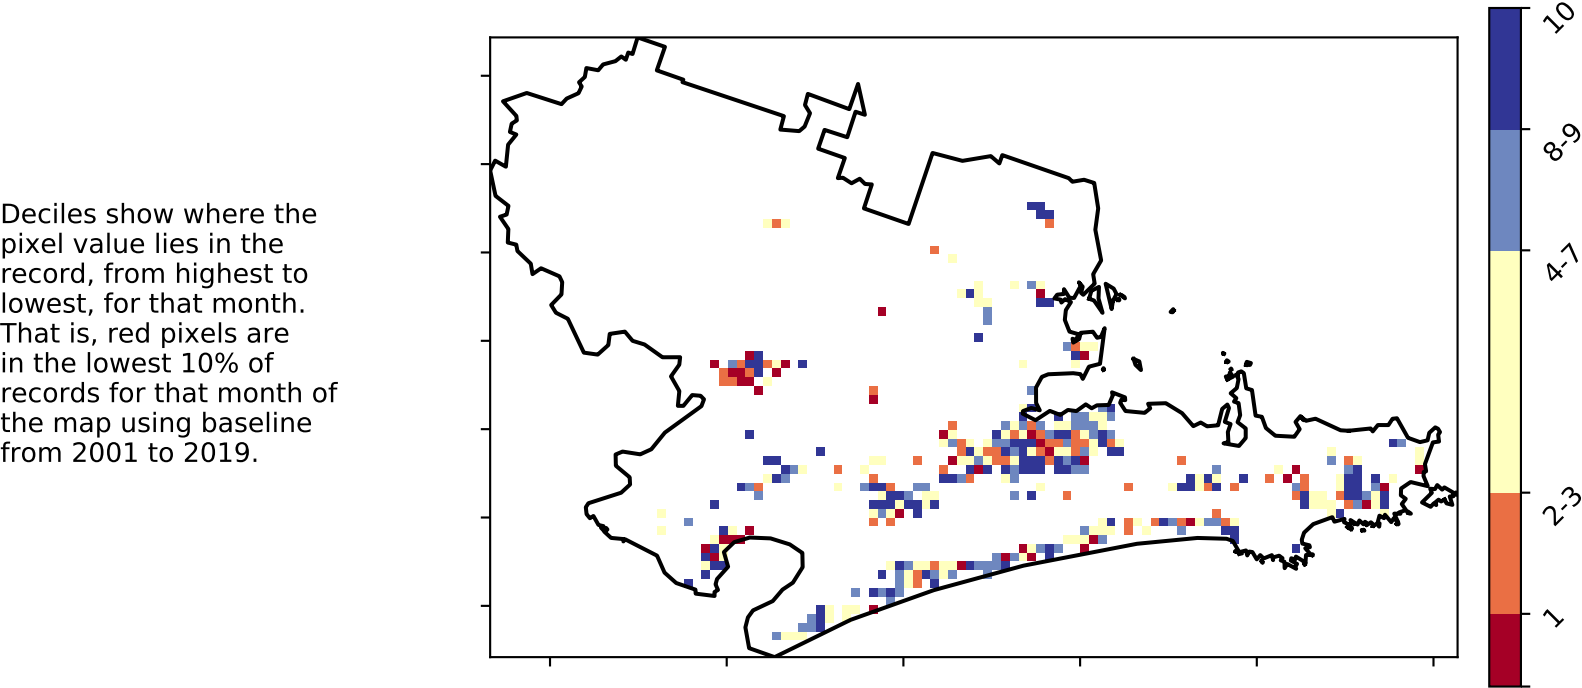 Deciles show where the
pixel value lies in the
record, from highest to
lowest, for that month.
That is, red pixels are
in the lowest 10% of
records for that month of
the map using baseline
from 2001 to 2019.
10
8-9
4-7
2-3
1